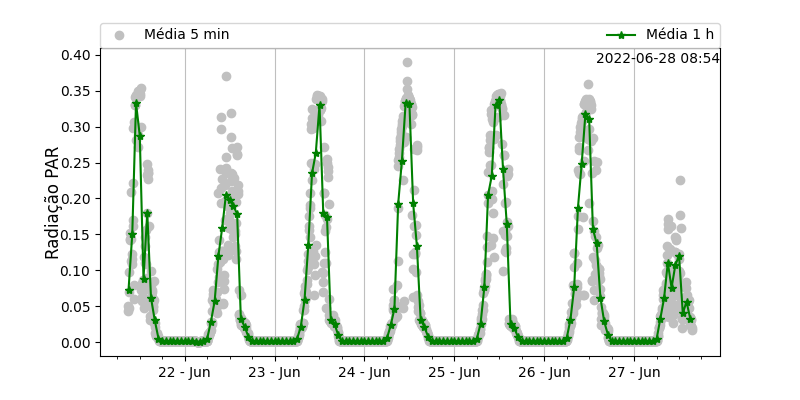 Média 5 min
Média 1 h
2022-06-28 08:54
Radiação PAR
0.40
0.35
0.30
0.25
0.20
0.15
0.10
0.05
0.00
22 - Jun
23 - Jun
24 - Jun
25 - Jun
26 - Jun
27 - Jun